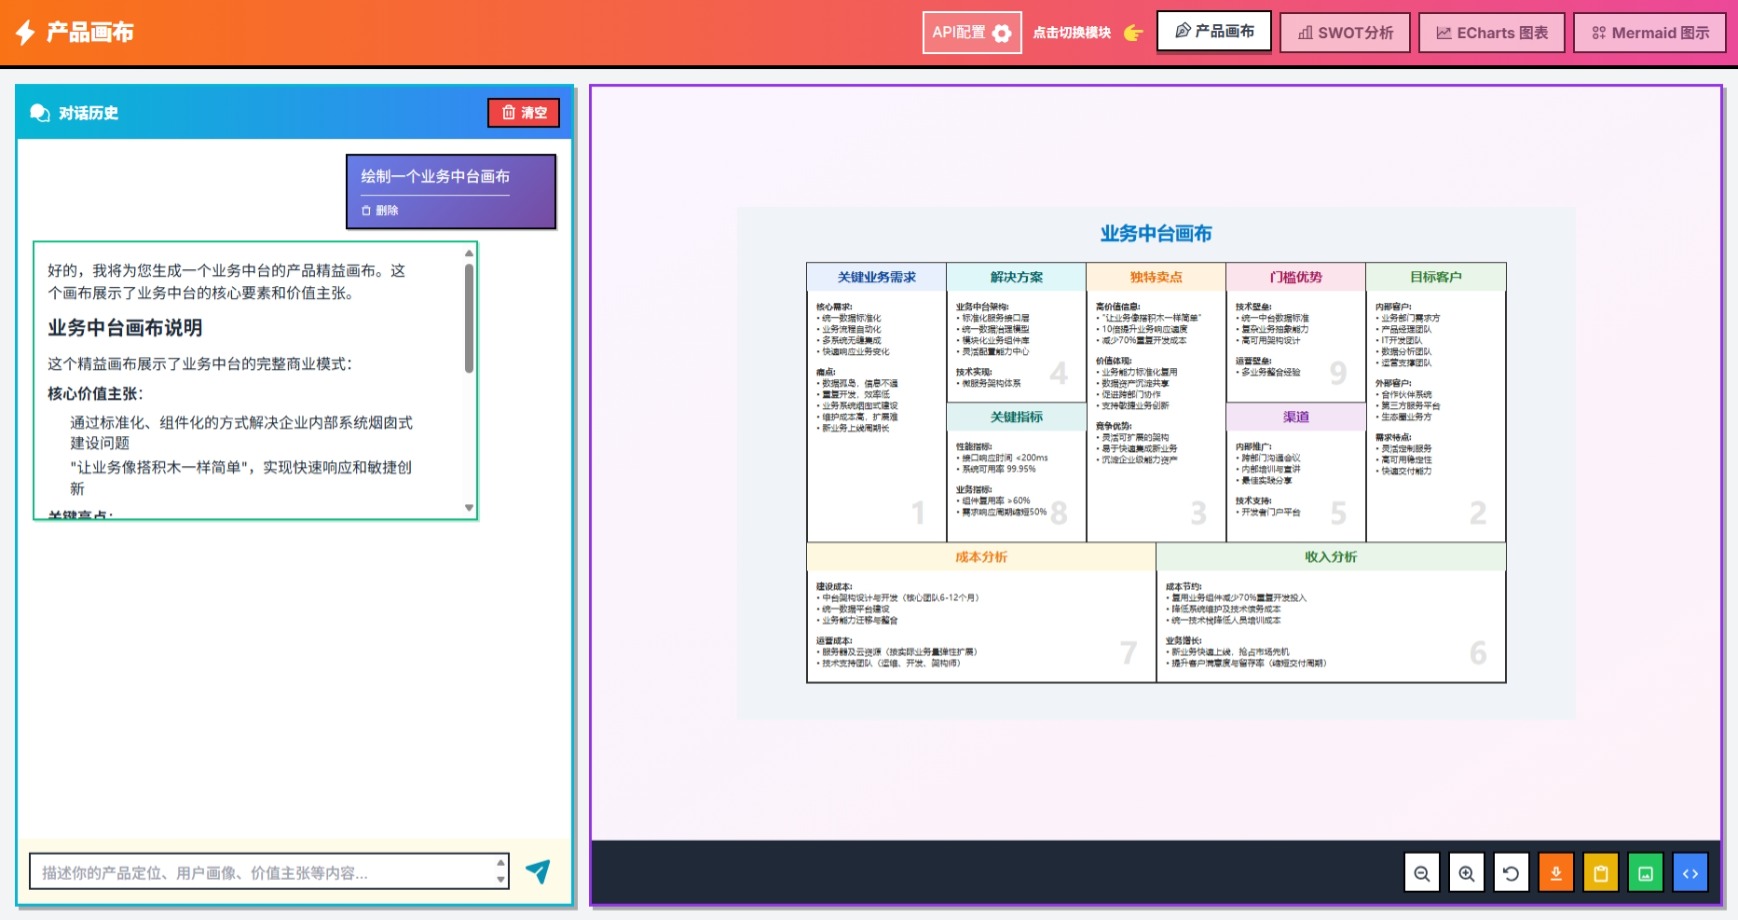 产品画布
API配置
点击切换模块
产品画布
SWOT分析
ECharts 图表
Mermaid 图示
对话历史
清空
绘制一个业务中台画布
删除
好的，我将为您生成一个业务中台的产品精益画布。这
个画布展示了业务中台的核心要素和价值主张。
业务中台画布说明
这个精益画布展示了业务中台的完整商业模式：
核心价值主张：
通过标准化、组件化的方式解决企业内部系统烟囱式
建设问题
"让业务像搭积木一样简单"，实现快速响应和敏捷创
新
关键亮点：
描述你的产品定位、用户画像、价值主张等内容...
业务中台画布
关键业务需求
核心需求:
• 统一数据标准化
• 业务流程自动化
• 多系统无缝集成
• 快速响应业务变化
痛点:
• 数据孤岛，信息不通
• 重复开发，效率低
• 业务系统烟囱式建设
• 维护成本高，扩展难
• 新业务上线周期长
1
解决方案
业务中台架构:
• 标准化服务接口层
• 统一数据治理模型
• 模块化业务组件库
• 灵活配置能力中心
技术实现:
• 微服务架构体系
4
关键指标
性能指标:
• 接口响应时间 <200ms
• 系统可用率 99.95%
业务指标:
• 组件复用率 >60%
• 需求响应周期缩短50%
8
独特卖点
高价值信息:
• "让业务像搭积木一样简单"
• 10倍提升业务响应速度
• 减少70%重复开发成本
价值体现:
• 业务能力标准化复用
• 数据资产沉淀共享
• 促进跨部门协作
• 支持敏捷业务创新
竞争优势:
• 灵活可扩展的架构
• 易于快速集成新业务
• 沉淀企业级能力资产
3
门槛优势
技术壁垒:
• 统一中台数据标准
• 复杂业务抽象能力
• 高可用架构设计
运营壁垒:
• 多业务整合经验
9
渠道
内部推广:
• 跨部门沟通会议
• 内部培训与宣讲
• 最佳实践分享
技术支持:
• 开发者门户平台
5
目标客户
内部客户:
• 业务部门需求方
• 产品经理团队
• IT开发团队
• 数据分析团队
• 运营支撑团队
外部客户:
• 合作伙伴系统
• 第三方服务平台
• 生态圈业务方
需求特点:
• 灵活定制服务
• 高可用稳定性
• 快速交付能力
2
成本分析
建设成本:
• 中台架构设计与开发（核心团队6-12个月）
• 统一数据平台建设
• 业务能力迁移与整合
运营成本:
• 服务器及云资源（按实际业务量弹性扩展）
• 技术支持团队（运维、开发、架构师）
7
收入分析
成本节约:
• 复用业务组件减少70%重复开发投入
• 降低系统维护及技术债务成本
• 统一技术栈降低人员培训成本
业务增长:
• 新业务快速上线，抢占市场先机
• 提升客户满意度与留存率（缩短交付周期）
6